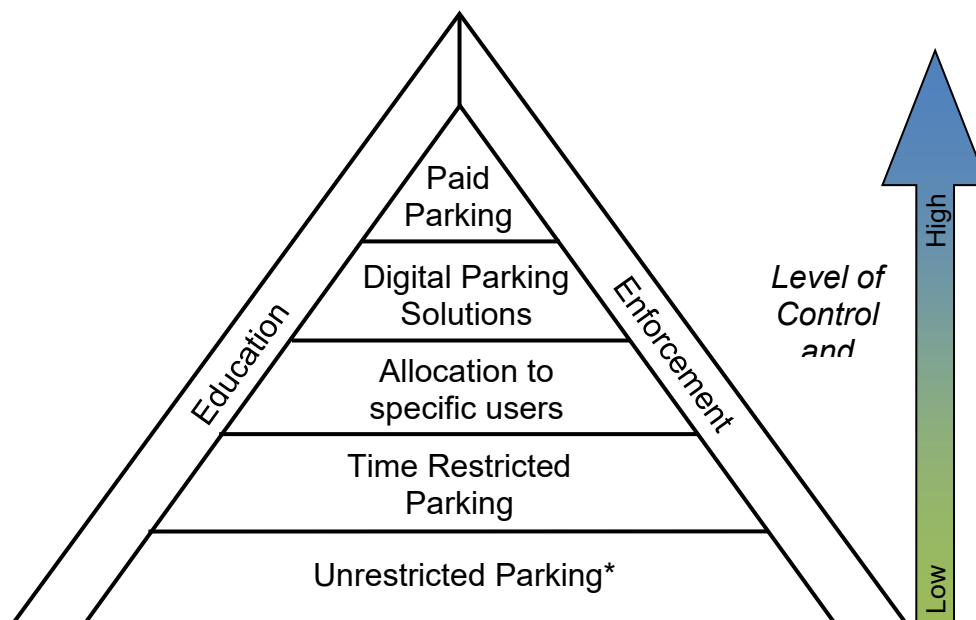 Paid
Parking
Digital Parking
Solutions
Allocation to
specific users
Time Restricted
Parking
Unrestricted Parking*
Education
Enforcement
Level of
Control
and
High
Low